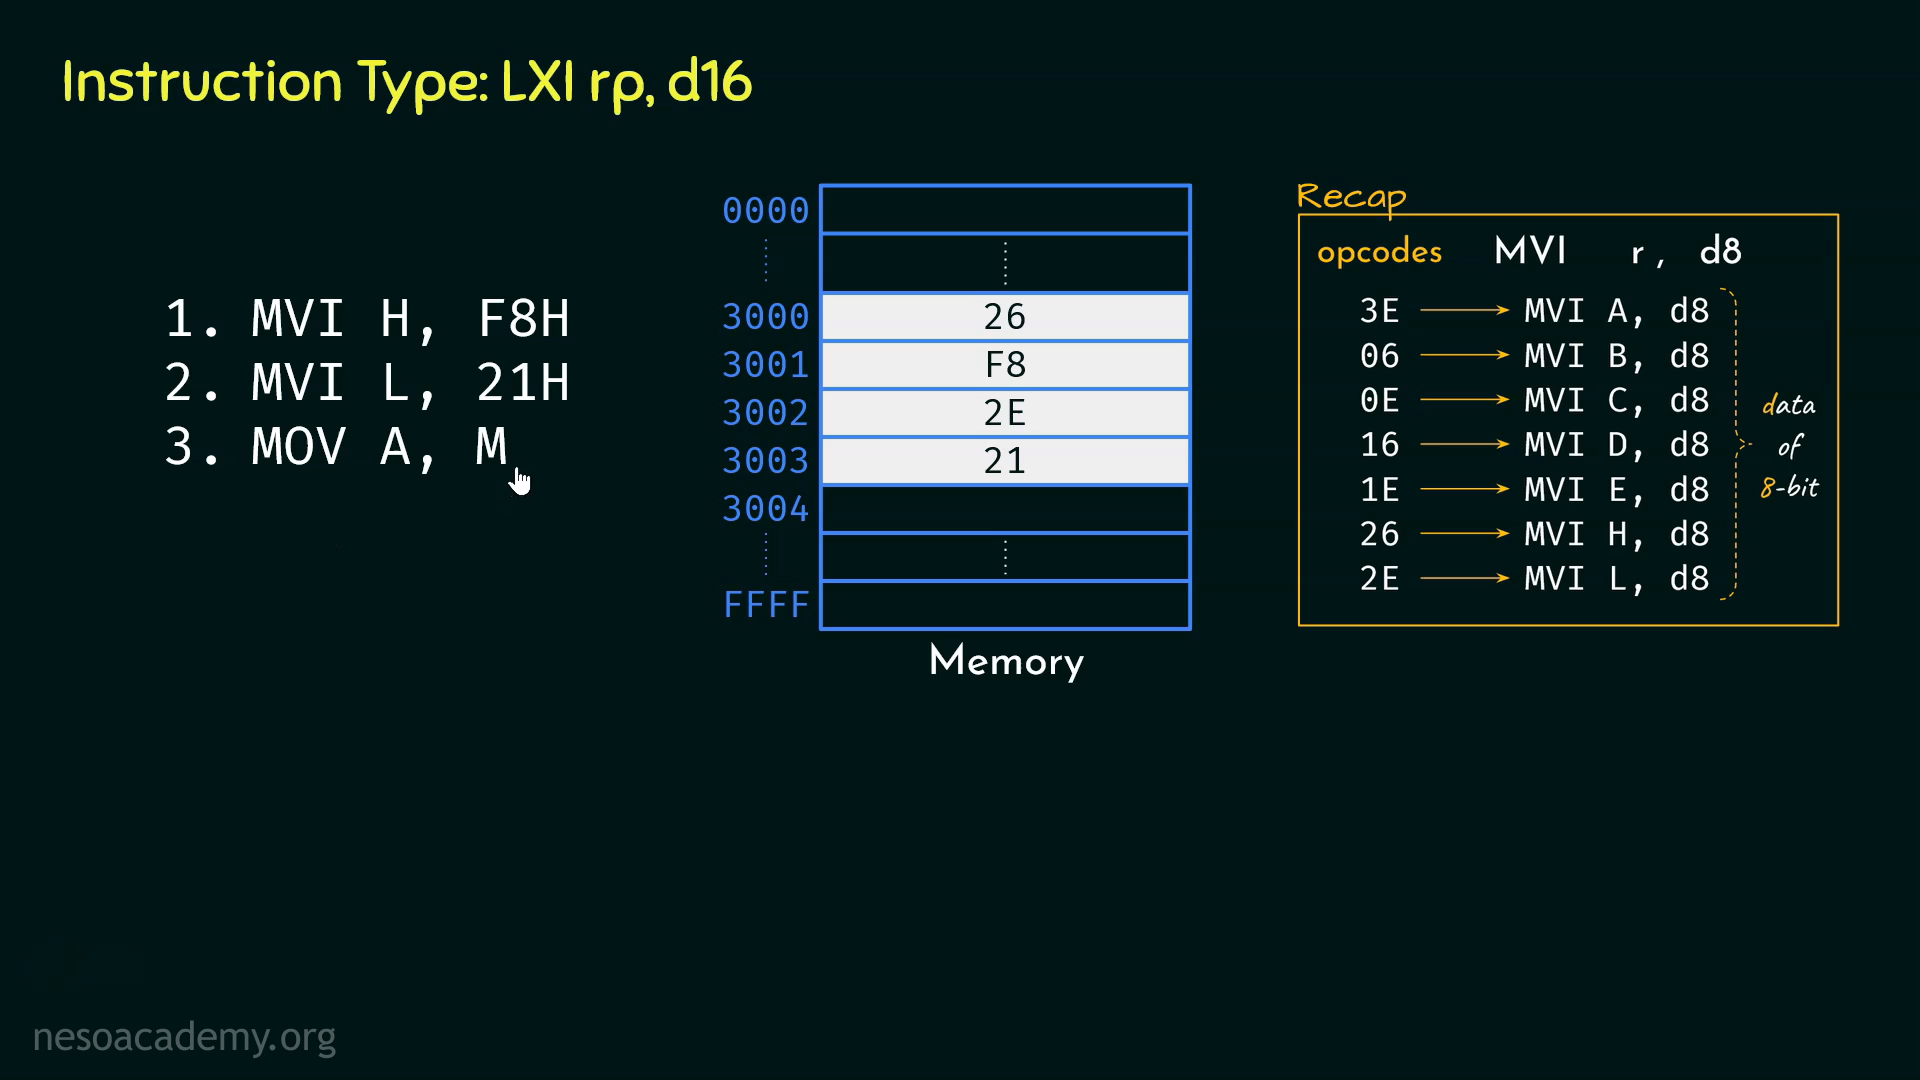 Instruction Type: LXI rp, d16
1. MVI H, F8H
2. MVI L, 21H
3. MOV A, M
0000
3000 26
3001 F8
3002 2E
3003 21
3004
FFFF
Memory
Recap
opcodes MVI r, d8
3E MVI A, d8
06 MVI B, d8
0E MVI C, d8
16 MVI D, d8
1E MVI E, d8
26 MVI H, d8
2E MVI L, d8
data
of
8-bit
nesoacademy.org